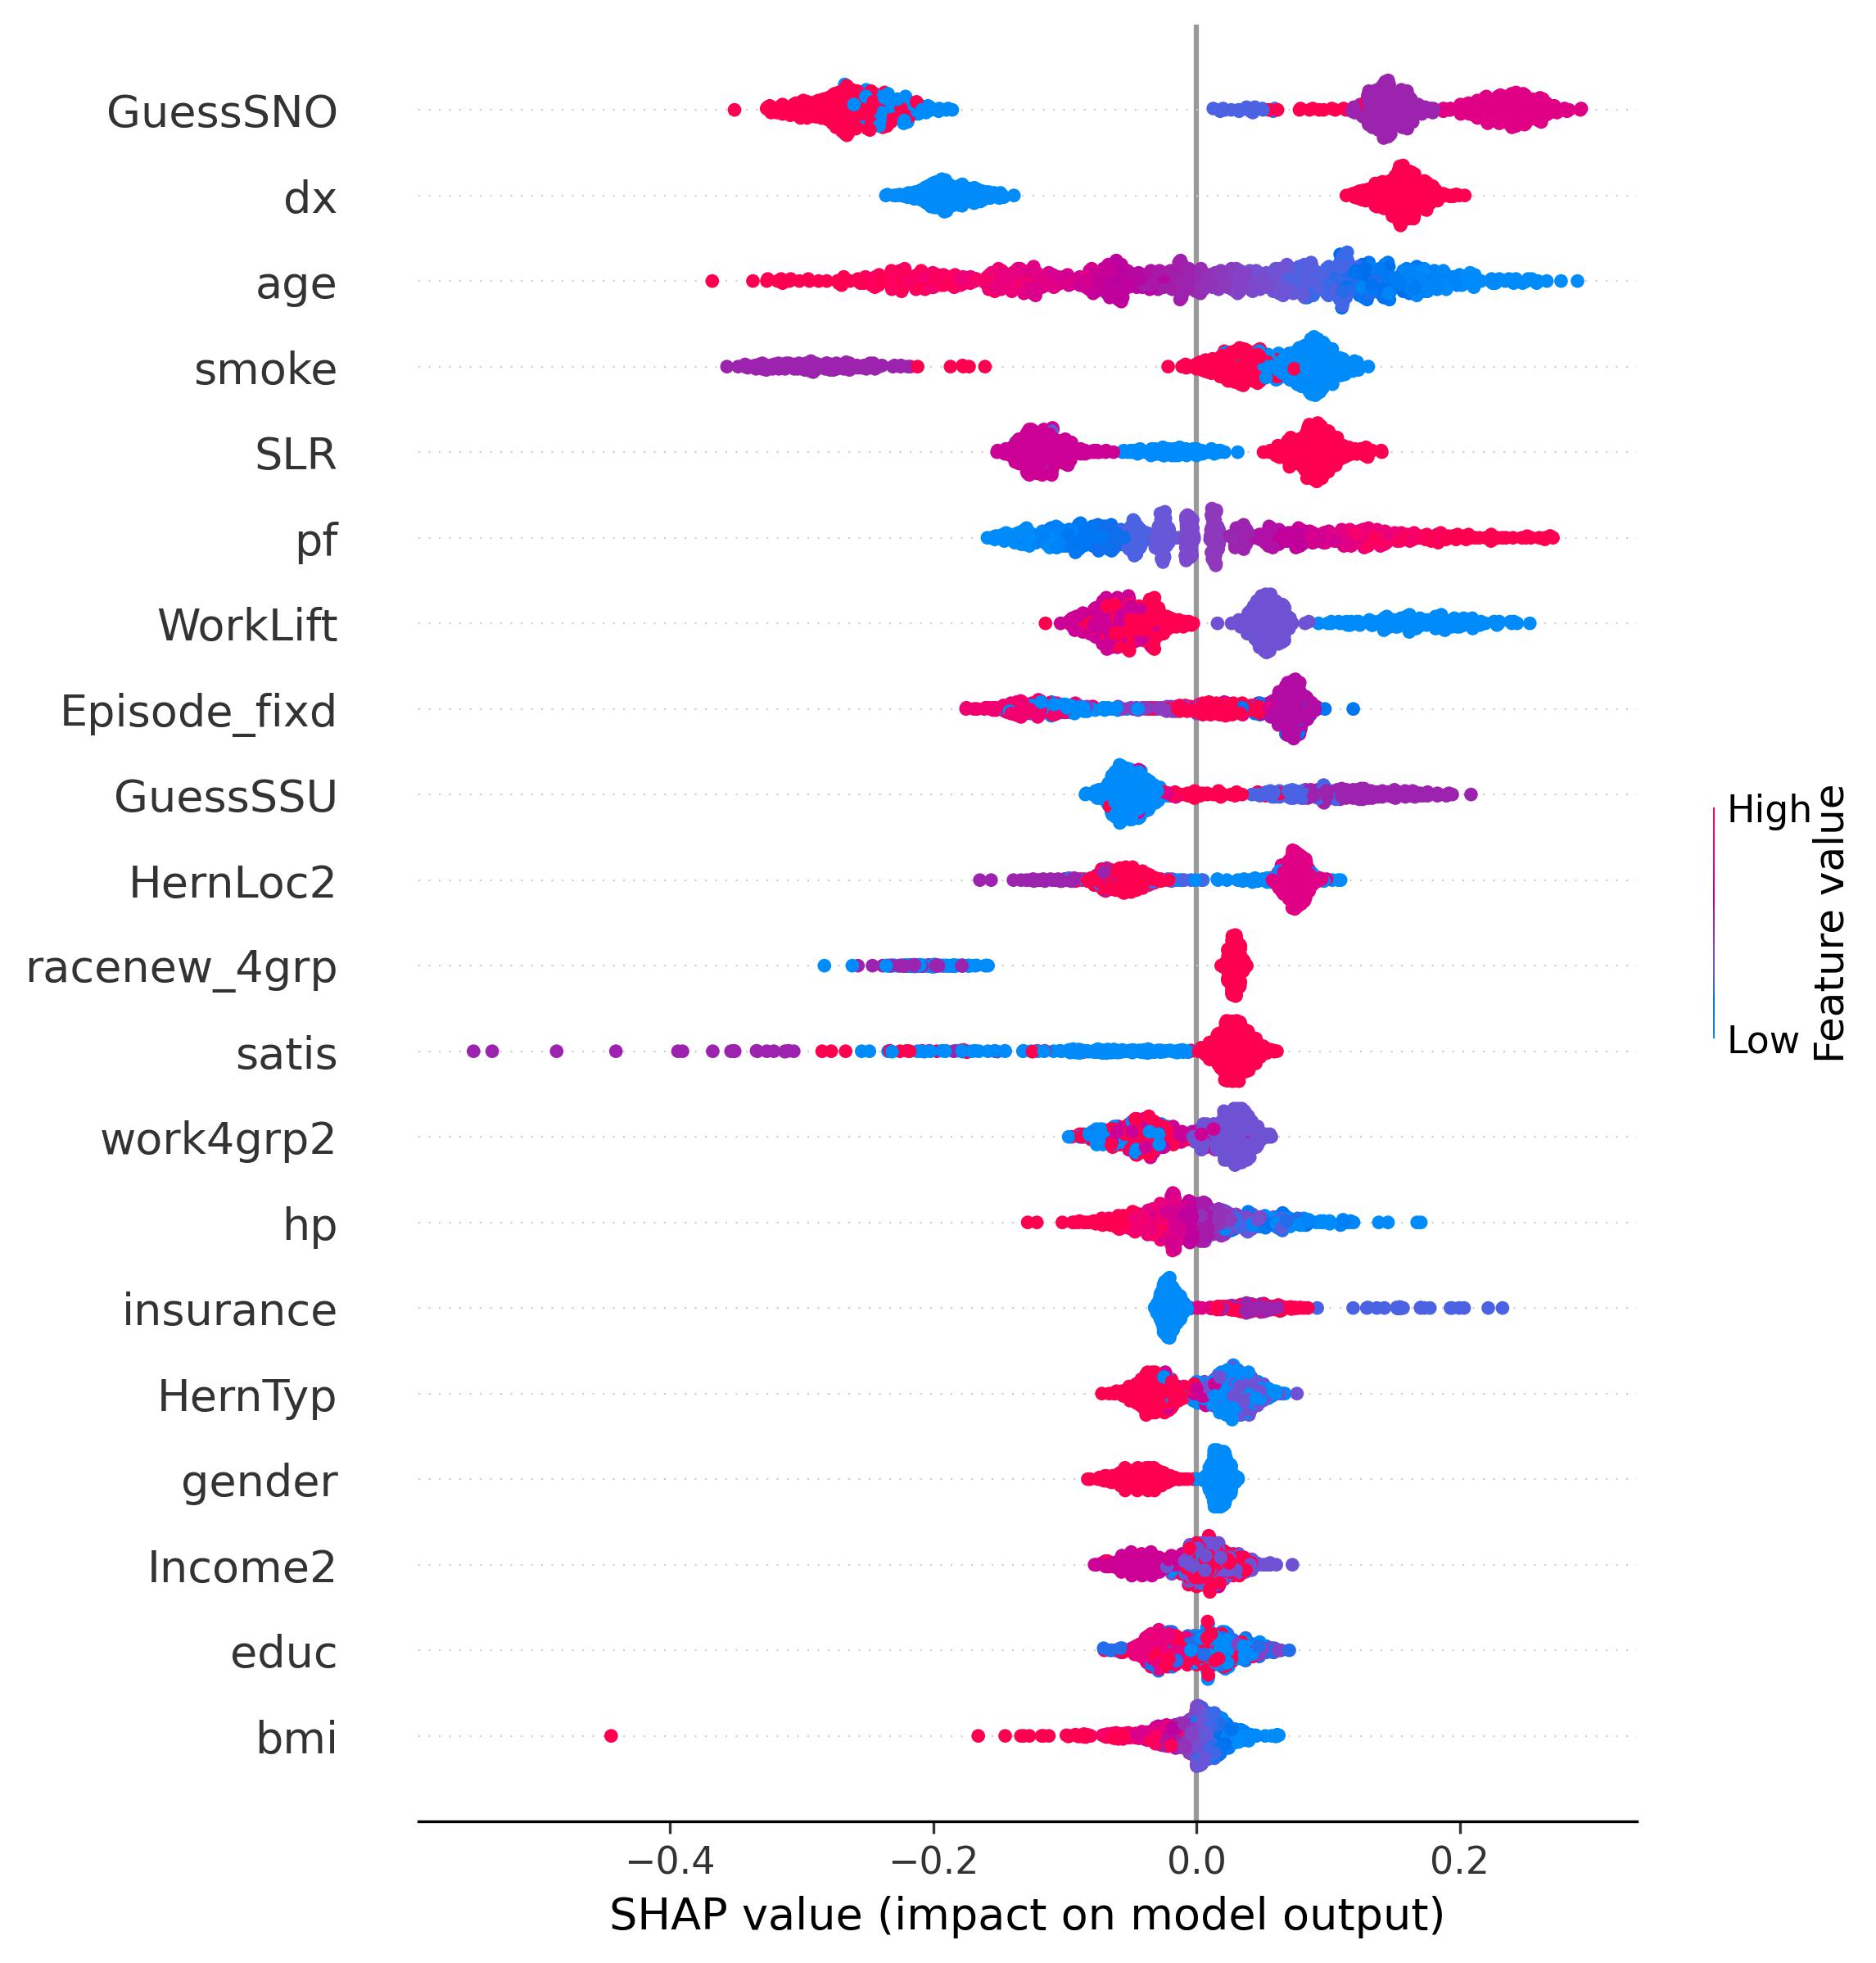 GuessSNO
dx
age
smoke
SLR
pf
WorkLift
Episode_fixd
GuessSSU
HernLoc2
racenew_4grp
satis
work4grp2
hp
insurance
HernTyp
gender
Income2
educ
bmi
−0.4 −0.2 0.0 0.2
SHAP value (impact on model output)
High
Low
Feature value